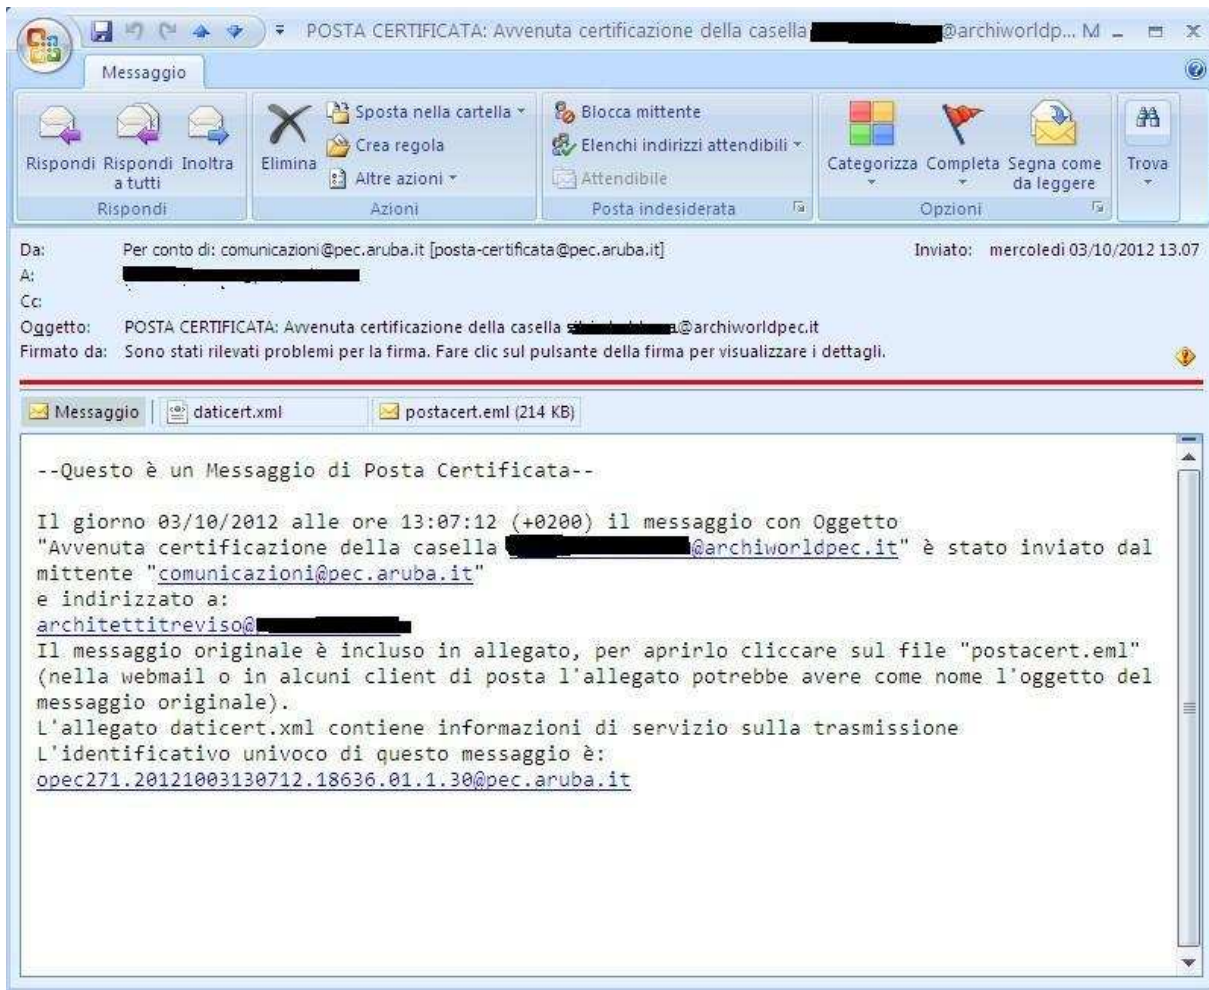 POSTA CERTIFICATA: Avvenuta certificazione della casella @archiworldp... M
Messaggio
Rispondi Rispondi a tutti Inoltra
Elimina
Sposta nella cartella
Crea regola
Altre azioni
Blocca mittente
Elenchi indirizzi attendibili
Attendibile
Categorizza Completa Segna come da leggere
Trova
Rispondi Azioni Posta indesiderata Opzioni
Da: Per conto di: comunicazioni@pec.aruba.it [posta-certificata@pec.aruba.it] Inviato: mercoledì 03/10/2012 13.07
A:
Cc:
Oggetto: POSTA CERTIFICATA: Avvenuta certificazione della casella @archiworldpec.it
Firmato da: Sono stati rilevati problemi per la firma. Fare clic sul pulsante della firma per visualizzare i dettagli.
Messaggio daticert.xml postacert.eml (214 KB)
--Questo è un Messaggio di Posta Certificata--
Il giorno 03/10/2012 alle ore 13:07:12 (+0200) il messaggio con Oggetto
"Avvenuta certificazione della casella @archiworldpec.it" è stato inviato dal
mittente "comunicazioni@pec.aruba.it"
e indirizzato a:
architettitreviso@
Il messaggio originale è incluso in allegato, per aprirlo cliccare sul file "postacert.eml"
(nella webmail o in alcuni client di posta l'allegato potrebbe avere come nome l'oggetto del
messaggio originale).
L'allegato daticert.xml contiene informazioni di servizio sulla trasmissione
L'identificativo univoco di questo messaggio è:
opec271.20121003130712.18636.01.1.30@pec.aruba.it